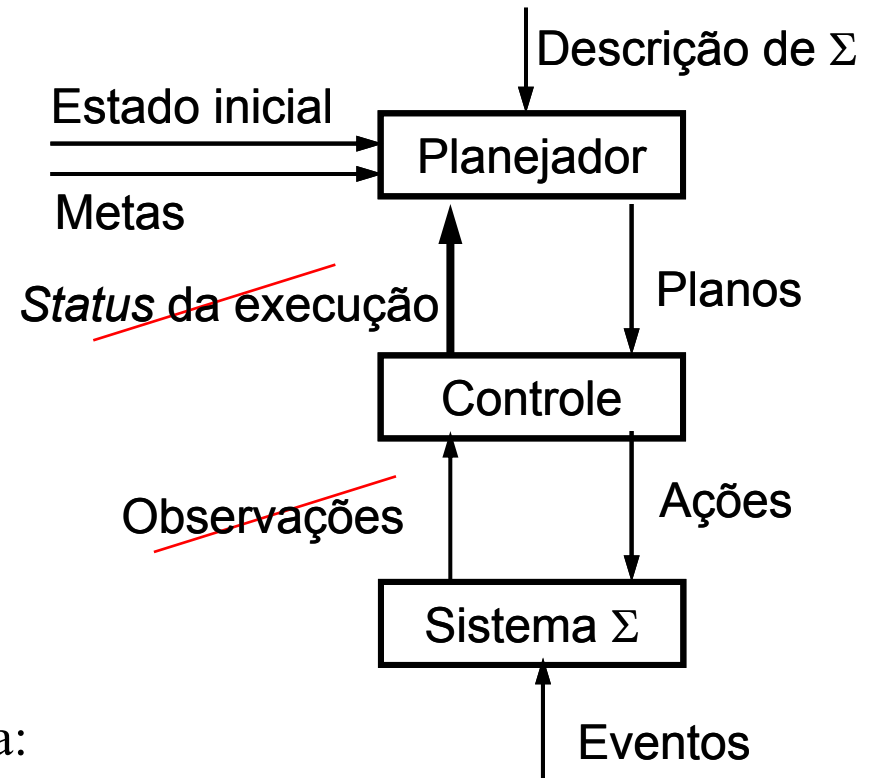 Descrição de Σ
Estado inicial
Planejador
Metas
Status da execução
Planos
Controle
Observações
Ações
Sistema Σ
a:
Eventos